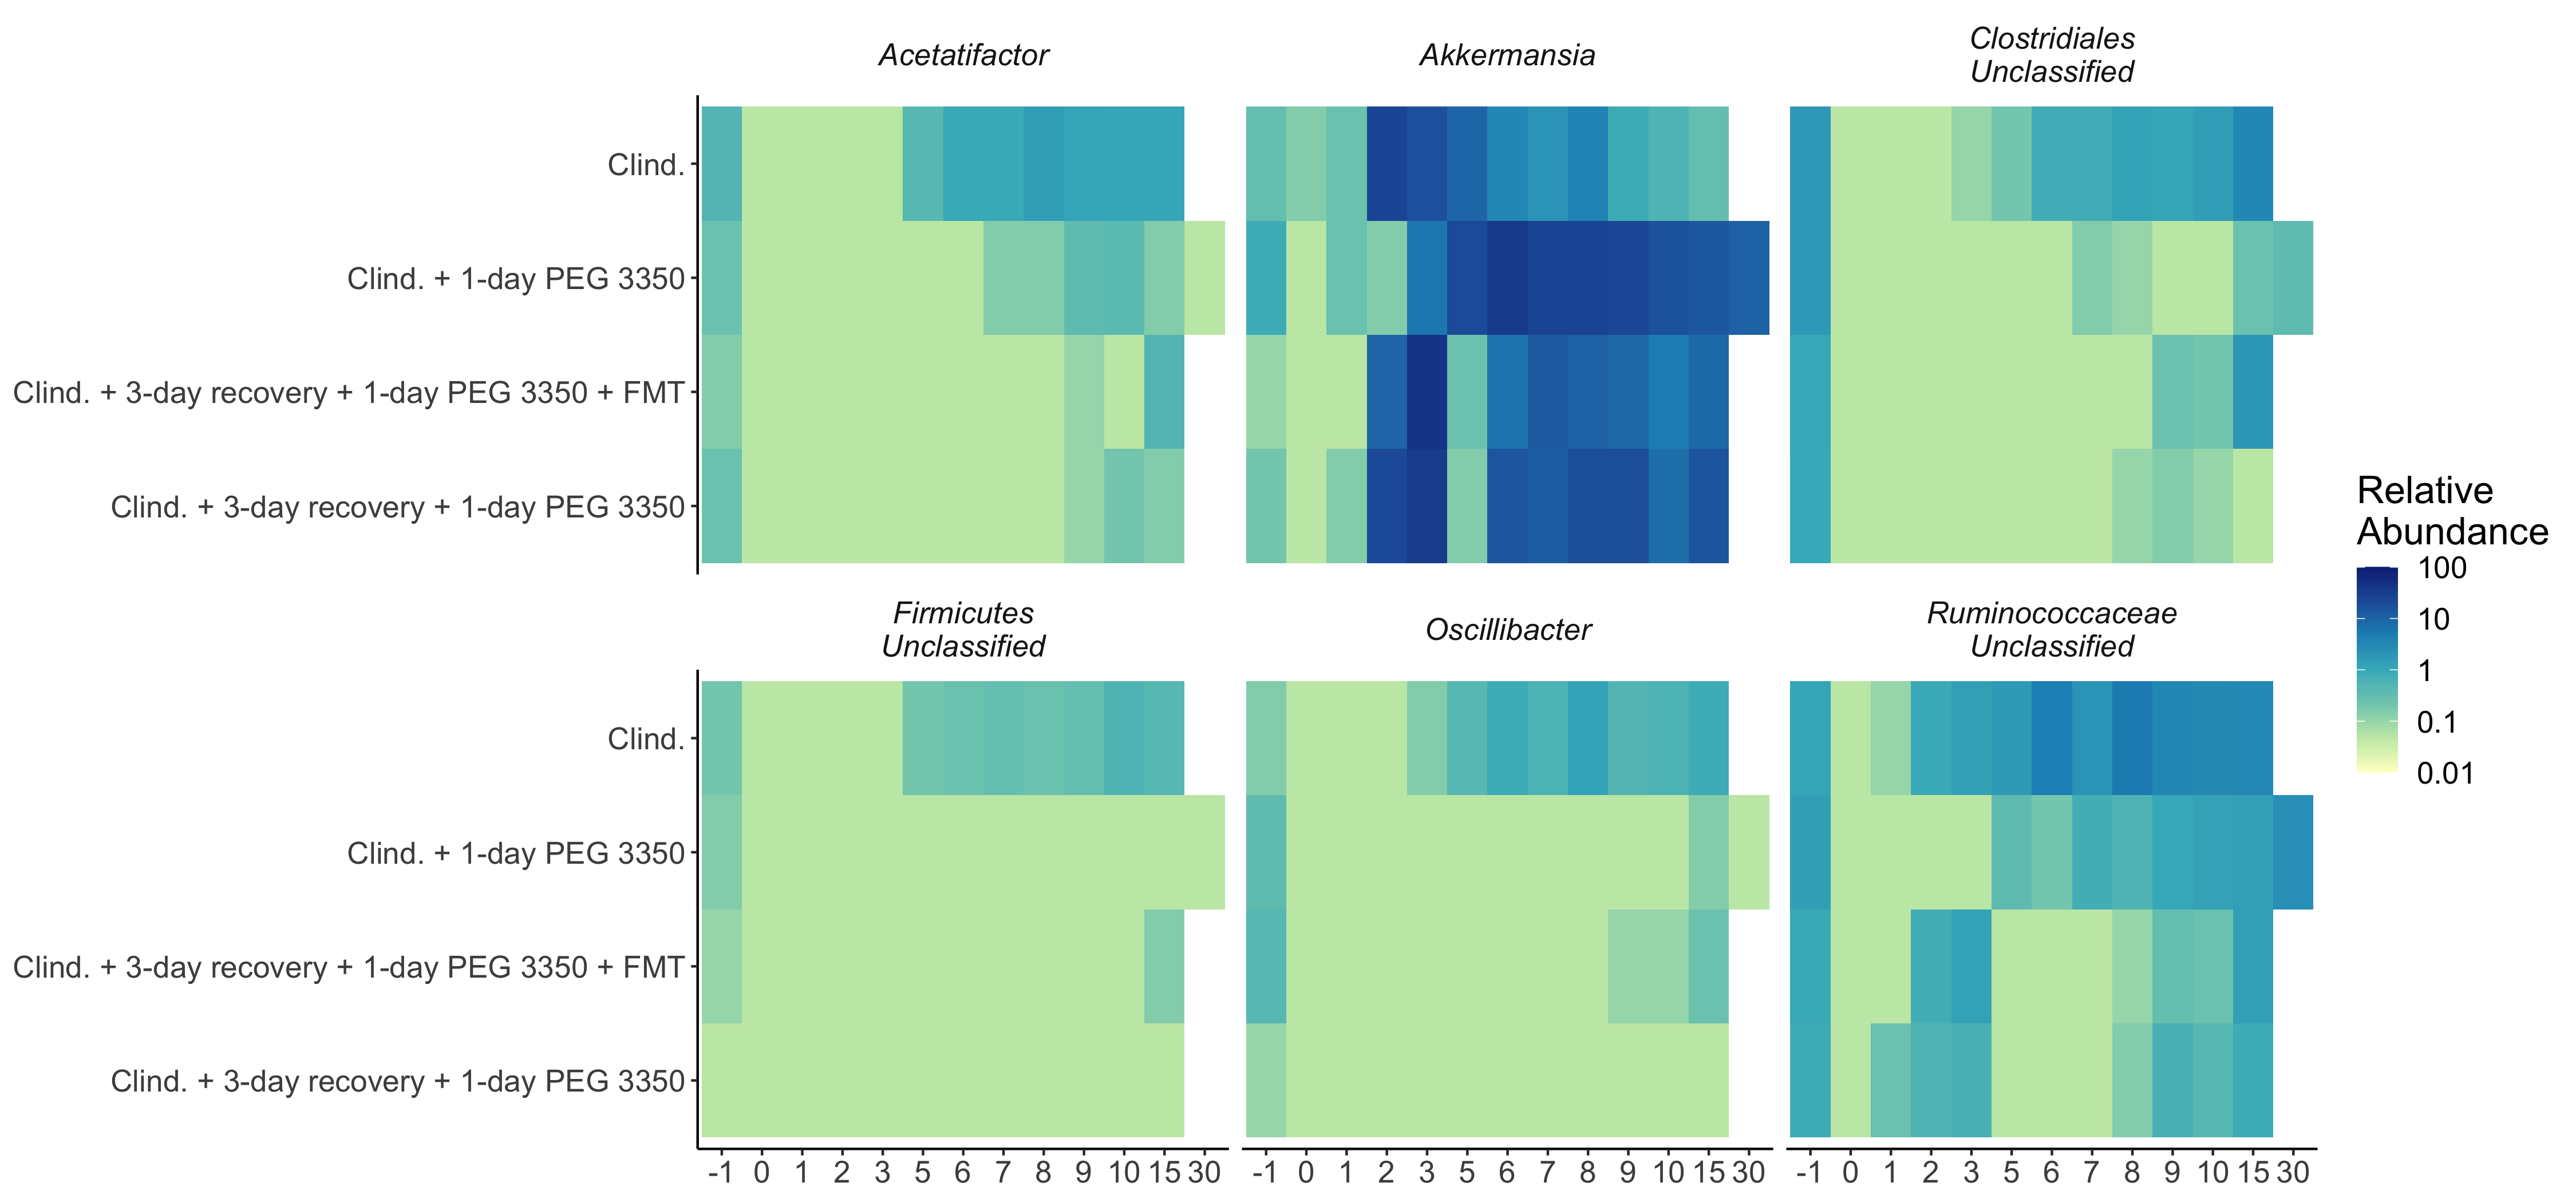 Acetatifactor
Akkermansia
Clostridiales
Unclassified
Clind.
Clind. + 1-day PEG 3350
Clind. + 3-day recovery + 1-day PEG 3350 + FMT
Clind. + 3-day recovery + 1-day PEG 3350
Firmicutes
Unclassified
Oscillibacter
Ruminococcaceae
Unclassified
Clind.
Clind. + 1-day PEG 3350
Clind. + 3-day recovery + 1-day PEG 3350 + FMT
Clind. + 3-day recovery + 1-day PEG 3350
-1 0 1 2 3 5 6 7 8 9 10 15 30
-1 0 1 2 3 5 6 7 8 9 10 15 30
-1 0 1 2 3 5 6 7 8 9 10 15 30
Relative
Abundance
100
10
1
0.1
0.01